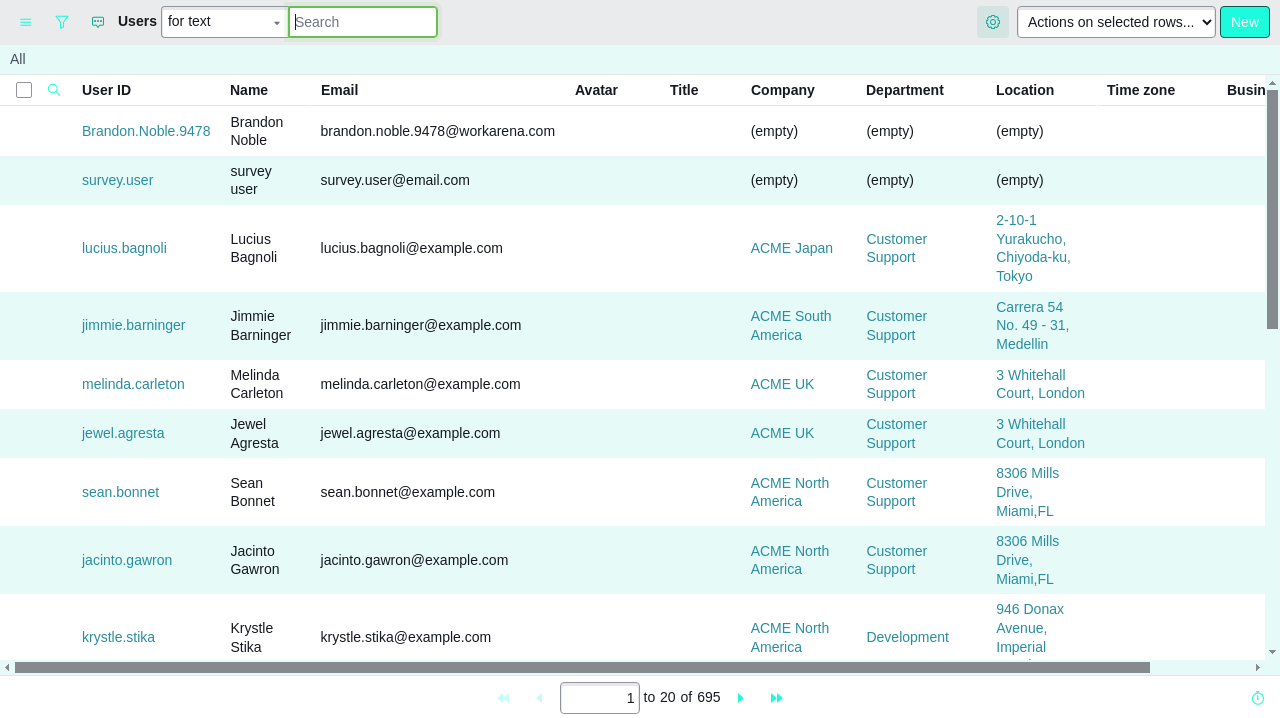 Users for text Search Actions on selected rows... New
All
User ID Name Email Avatar Title Company Department Location Time zone Busin
Brandon.Noble.9478 Brandon Noble brandon.noble.9478@workarena.com (empty) (empty) (empty)
survey.user survey user survey.user@email.com (empty) (empty) (empty)
lucius.bagnoli Lucius Bagnoli lucius.bagnoli@example.com ACME Japan Customer Support 2-10-1 Yurakucho, Chiyoda-ku, Tokyo
jimmie.barninger Jimmie Barninger jimmie.barninger@example.com ACME South America Customer Support Carrera 54 No. 49 - 31, Medellin
melinda.carleton Melinda Carleton melinda.carleton@example.com ACME UK Customer Support 3 Whitehall Court, London
jewel.agresta Jewel Agresta jewel.agresta@example.com ACME UK Customer Support 3 Whitehall Court, London
sean.bonnet Sean Bonnet sean.bonnet@example.com ACME North America Customer Support 8306 Mills Drive, Miami,FL
jacinto.gawron Jacinto Gawron jacinto.gawron@example.com ACME North America Customer Support 8306 Mills Drive, Miami,FL
krystle.stika Krystle Stika krystle.stika@example.com ACME North America Development 946 Donax Avenue, Imperial
1 to 20 of 695